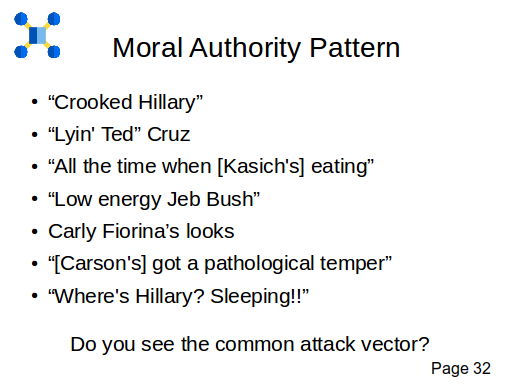 Moral Authority Pattern
• “Crooked Hillary”
• “Lyin' Ted” Cruz
• “All the time when [Kasich's] eating”
• “Low energy Jeb Bush”
• Carly Fiorina’s looks
• “[Carson's] got a pathological temper”
• “Where's Hillary? Sleeping!!”
Do you see the common attack vector?
Page 32